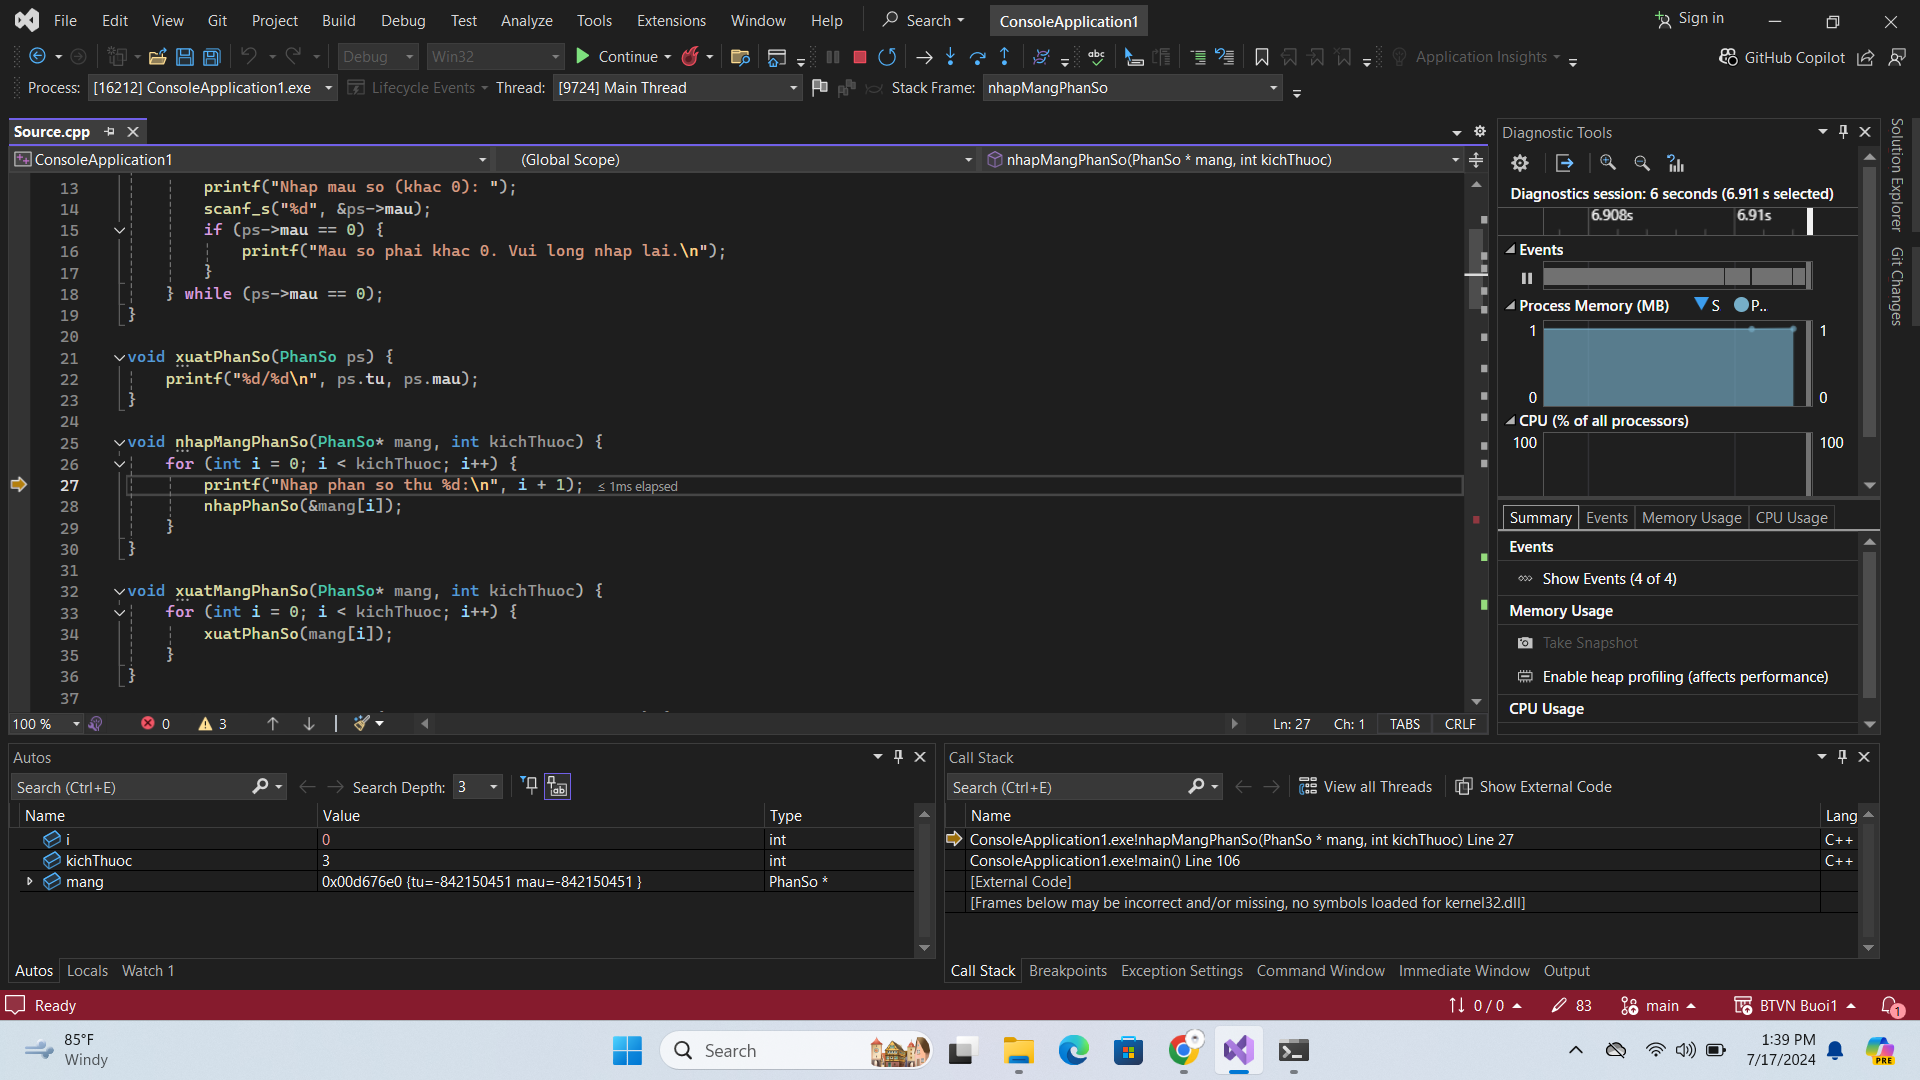 File Edit View Git Project Build Debug Test Analyze Tools Extensions Window Help Search ConsoleApplication1 Sign in
Debug Win32 Continue Application Insights GitHub Copilot
Process: [16212] ConsoleApplication1.exe Lifecycle Events Thread: [9724] Main Thread Stack Frame: nhapMangPhanSo
Source.cpp
ConsoleApplication1 (Global Scope) nhapMangPhanSo(PhanSo * mang, int kichThuoc)
13 printf("Nhap mau so (khac 0): ");
14 scanf_s("%d", &ps->mau);
15 if (ps->mau == 0) {
16 printf("Mau so phai khac 0. Vui long nhap lai.\n");
17 }
18 } while (ps->mau == 0);
19 }
20
21 void xuatPhanSo(PhanSo ps) {
22 printf("%d/%d\n", ps.tu, ps.mau);
23 }
24
25 void nhapMangPhanSo(PhanSo* mang, int kichThuoc) {
26 for (int i = 0; i < kichThuoc; i++) {
27 printf("Nhap phan so thu %d:\n", i + 1); ≤ 1ms elapsed
28 nhapPhanSo(&mang[i]);
29 }
30 }
31
32 void xuatMangPhanSo(PhanSo* mang, int kichThuoc) {
33 for (int i = 0; i < kichThuoc; i++) {
34 xuatPhanSo(mang[i]);
35 }
36 }
37
100 % 0 3 Ln: 27 Ch: 1 TABS CRLF
Diagnostic Tools
Diagnostics session: 6 seconds (6.911 s selected)
6.908s 6.91s
Events
Process Memory (MB) S P..
1 1
0 0
CPU (% of all processors)
100 100
Summary Events Memory Usage CPU Usage
Events
Show Events (4 of 4)
Memory Usage
Take Snapshot
Enable heap profiling (affects performance)
CPU Usage
Solution Explorer
Git Changes
Autos
Search (Ctrl+E) Search Depth: 3
Name Value Type
i 0 int
kichThuoc 3 int
mang 0x00d676e0 {tu=-842150451 mau=-842150451 } PhanSo *
Autos Locals Watch 1
Call Stack
Search (Ctrl+E) View all Threads Show External Code
Name Lang
ConsoleApplication1.exe!nhapMangPhanSo(PhanSo * mang, int kichThuoc) Line 27 C++
ConsoleApplication1.exe!main() Line 106 C++
[External Code]
[Frames below may be incorrect and/or missing, no symbols loaded for kernel32.dll]
Call Stack Breakpoints Exception Settings Command Window Immediate Window Output
Ready 0 / 0 83 main BTVN Buoi1 1
85°F
Windy
Search
1:39 PM
7/17/2024
PRE